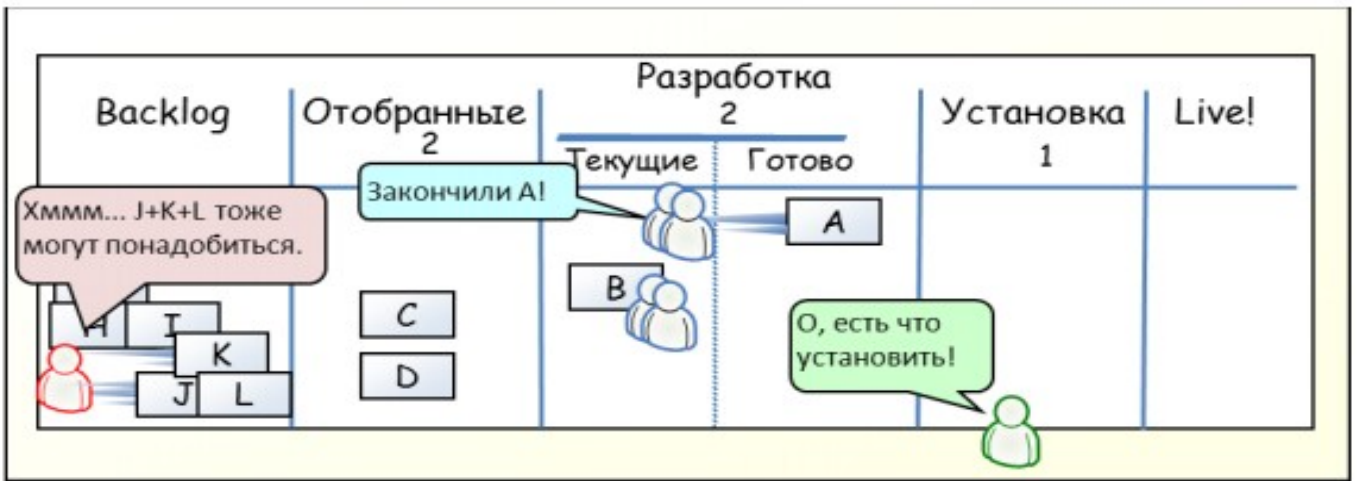 Backlog
Отобранные
2
Разработка
2
Текущие
Готово
Установка
1
Live!
Хммм... J+K+L тоже
могут понадобиться.
Закончили А!
A
B
C
D
I
K
J
L
О, есть что
установить!